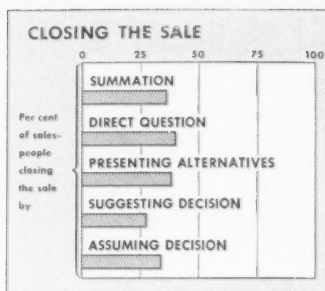 CLOSING THE SALE
0 25 50 75 100
SUMMATION
DIRECT QUESTION
PRESENTING ALTERNATIVES
SUGGESTING DECISION
ASSUMING DECISION
Per cent
of sales-
people
closing
the sale
by